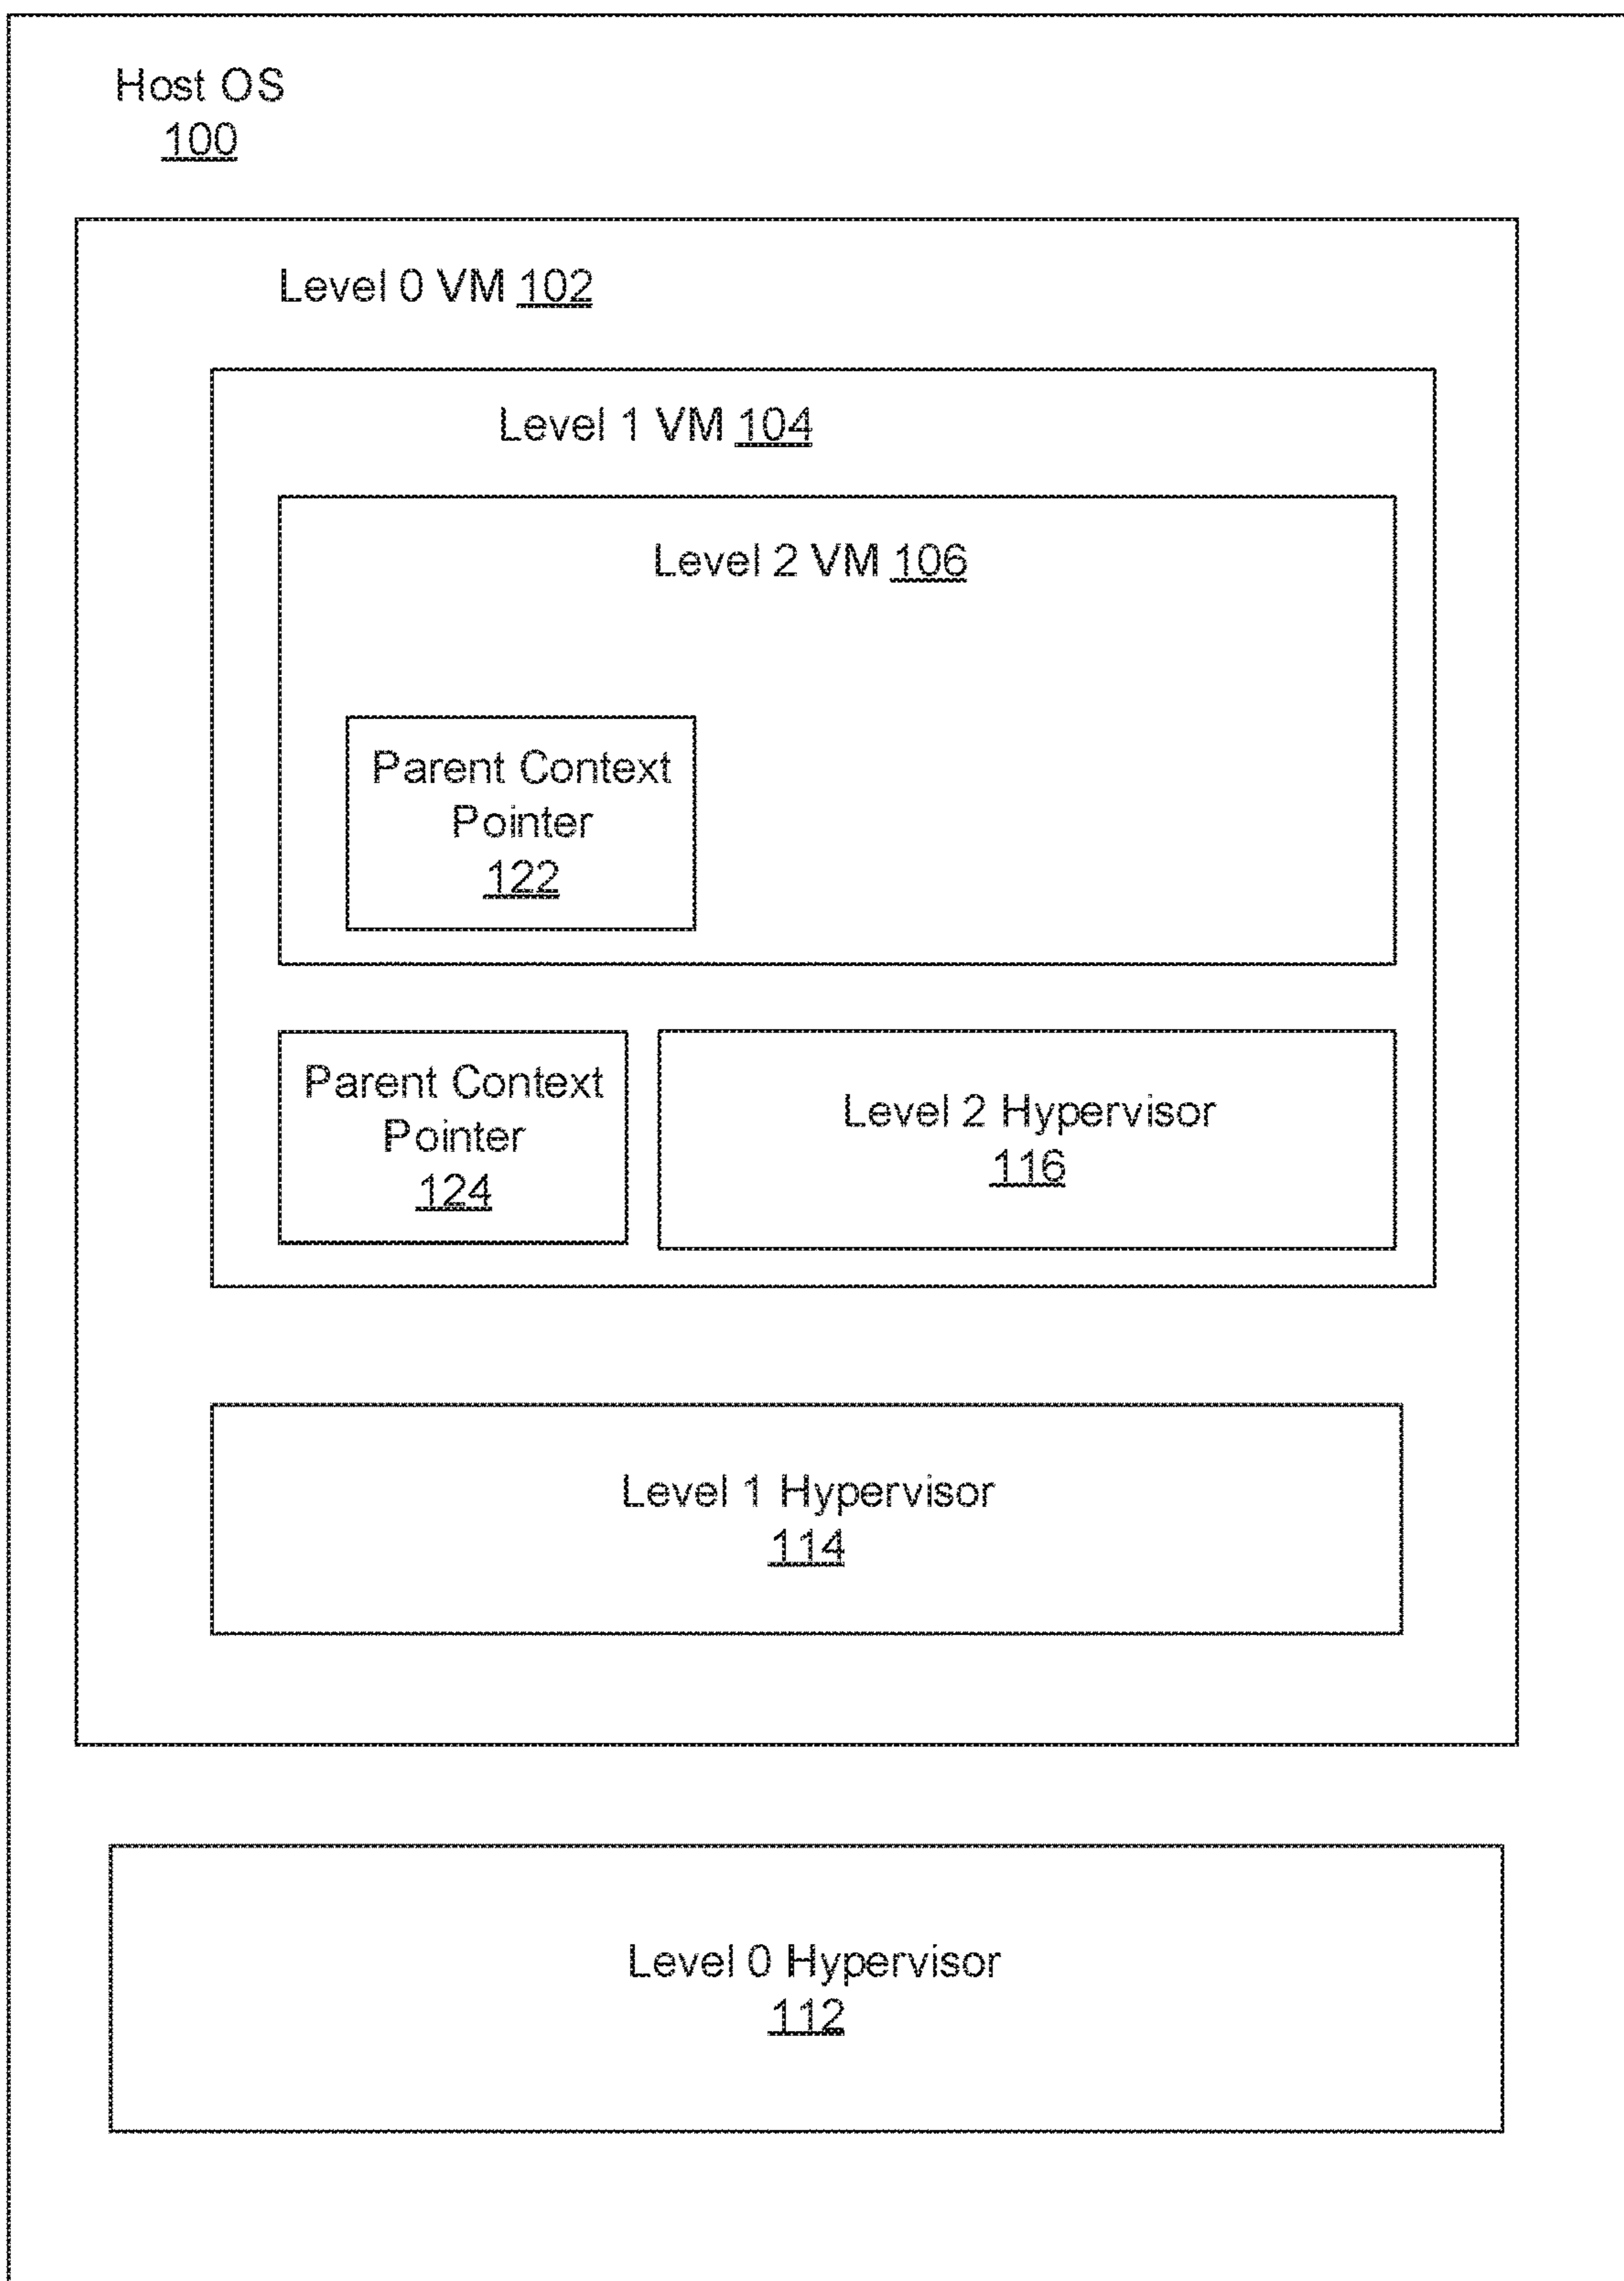 Host OS
100
Level 0 VM 102
Level 1 VM 104
Level 2 VM 106
Parent Context
Pointer
122
Parent Context
Pointer
124
Level 2 Hypervisor
116
Level 1 Hypervisor
114
Level 0 Hypervisor
112